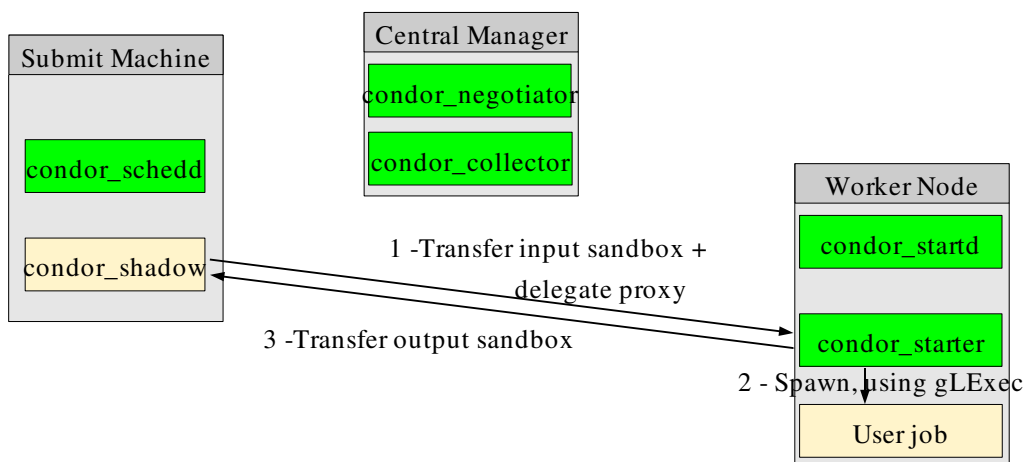 Submit Machine
condor_schedd
condor_shadow
Central Manager
condor_negotiator
condor_collector
1 -Transfer input sandbox +
delegate proxy
3 -Transfer output sandbox
Worker Node
condor_startd
condor_starter
2 - Spawn, using gLExec
User job